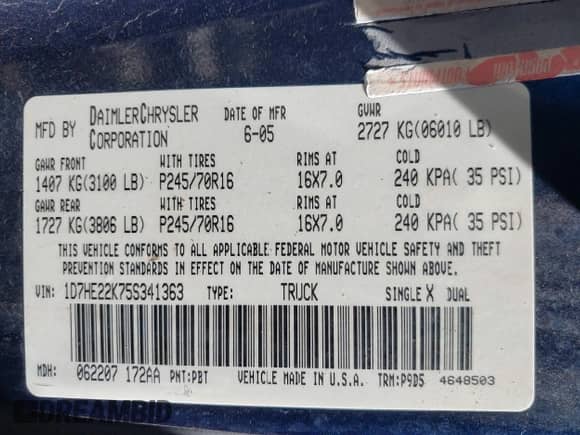 MFD BY DAIMLERCHRYSLER CORPORATION DATE OF MFR 6-05 GVWR 2727 KG(06010 LB)
GAWR FRONT WITH TIRES RIMS AT COLD
1407 KG(3100 LB) P245/70R16 16X7.0 240 KPA( 35 PSI)
GAWR REAR WITH TIRES RIMS AT COLD
1727 KG(3806 LB) P245/70R16 16X7.0 240 KPA( 35 PSI)
THIS VEHICLE CONFORMS TO ALL APPLICABLE FEDERAL MOTOR VEHICLE SAFETY AND THEFT
PREVENTION STANDARDS IN EFFECT ON THE DATE OF MANUFACTURE SHOWN ABOVE.
VIN: 1D7HE22K75S341363 TYPE: TRUCK SINGLE X DUAL
MDH: 062207 172AA PNT:PBT VEHICLE MADE IN U.S.A. TRM:P9D5 4648503
DREAMBID